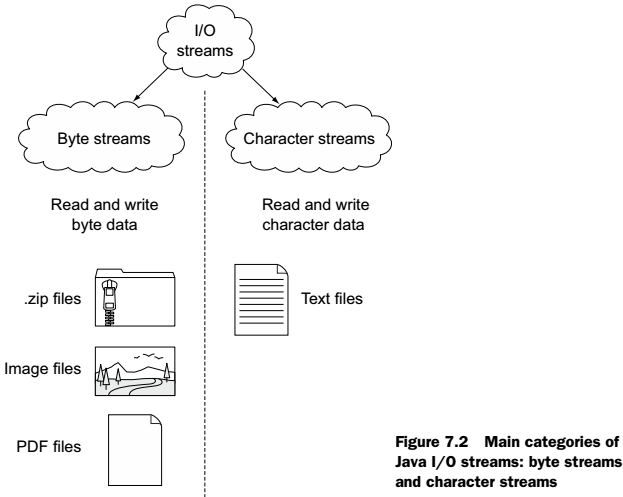 I/O
streams
Byte streams
Character streams
Read and write
byte data
Read and write
character data
.zip files
Text files
Image files
PDF files
Figure 7.2 Main categories of
Java I/O streams: byte streams
and character streams